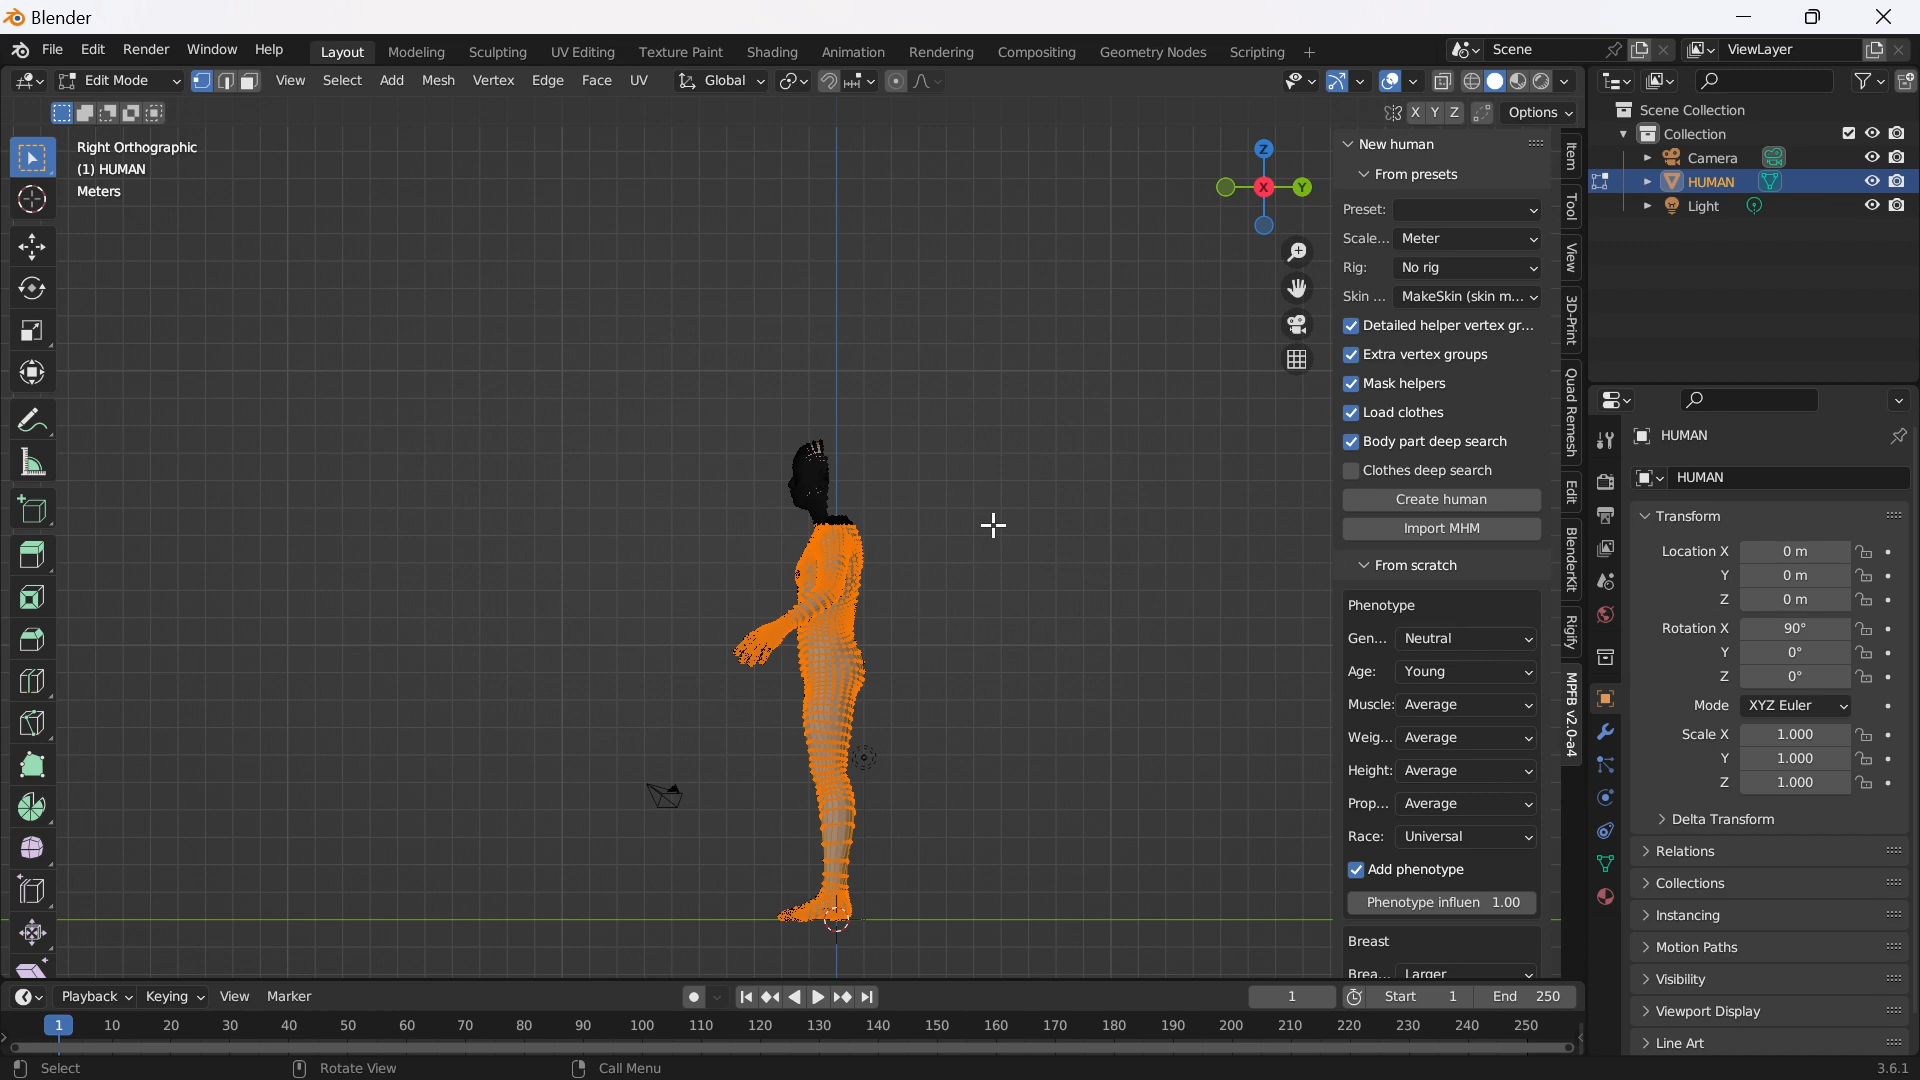 Blender
File Edit Render Window Help Layout Modeling Sculpting UV Editing Texture Paint Shading Animation Rendering Compositing Geometry Nodes Scripting Scene ViewLayer
Edit Mode View Select Add Mesh Vertex Edge Face UV Global
X Y Z Options
Scene Collection
Collection
Camera
HUMAN
Light
Right Orthographic
(1) HUMAN
Meters
Z
X
Y
New human
From presets
Preset:
Scale... Meter
Rig: No rig
Skin ... MakeSkin (skin m...
Detailed helper vertex gr...
Extra vertex groups
Mask helpers
Load clothes
Body part deep search
Clothes deep search
Create human
Import MHM
From scratch
Phenotype
Gen... Neutral
Age: Young
Muscle: Average
Weig... Average
Height: Average
Prop... Average
Race: Universal
Add phenotype
Phenotype influen 1.00
Breast
Brea... Larger
Item
Tool
View
3D-Print
Quad Remesh
Edit
BlenderKit
Rigify
MPFB v2.0-a4
HUMAN
HUMAN
Transform
Location X 0 m
Y 0 m
Z 0 m
Rotation X 90°
Y 0°
Z 0°
Mode XYZ Euler
Scale X 1.000
Y 1.000
Z 1.000
Delta Transform
Relations
Collections
Instancing
Motion Paths
Visibility
Viewport Display
Line Art
Playback Keying View Marker 1 Start 1 End 250
1 10 20 30 40 50 60 70 80 90 100 110 120 130 140 150 160 170 180 190 200 210 220 230 240 250
Select Rotate View Call Menu 3.6.1